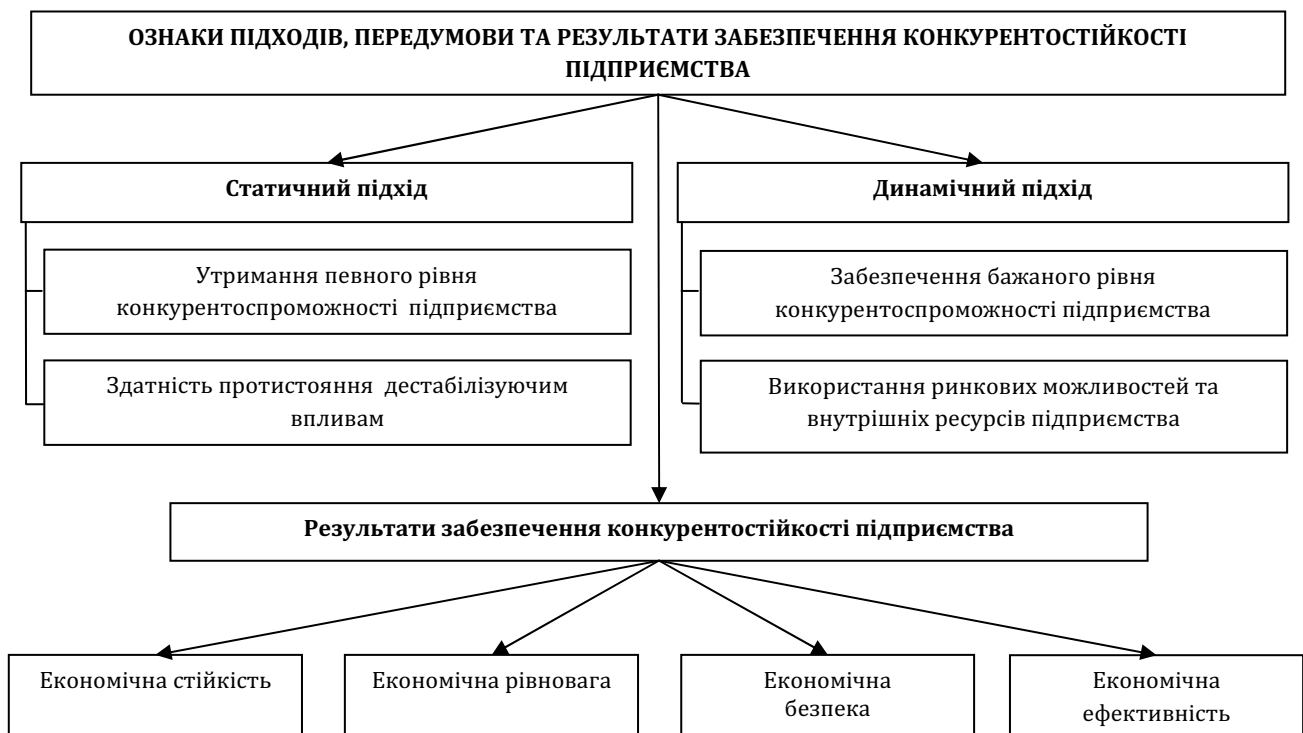 ОЗНАКИ ПІДХОДІВ, ПЕРЕДУМОВИ ТА РЕЗУЛЬТАТИ ЗАБЕЗПЕЧЕННЯ КОНКУРЕНТОСТІЙКОСТІ
ПІДПРИЄМСТВА
Статичний підхід
Утримання певного рівня
конкурентоспроможності підприємства
Здатність протистояння дестабілізуючим
впливам
Динамічний підхід
Забезпечення бажаного рівня
конкурентоспроможності підприємства
Використання ринкових можливостей та
внутрішніх ресурсів підприємства
Результати забезпечення конкурентостійкості підприємства
Економічна стійкість
Економічна рівновага
Економічна
безпека
Економічна
ефективність